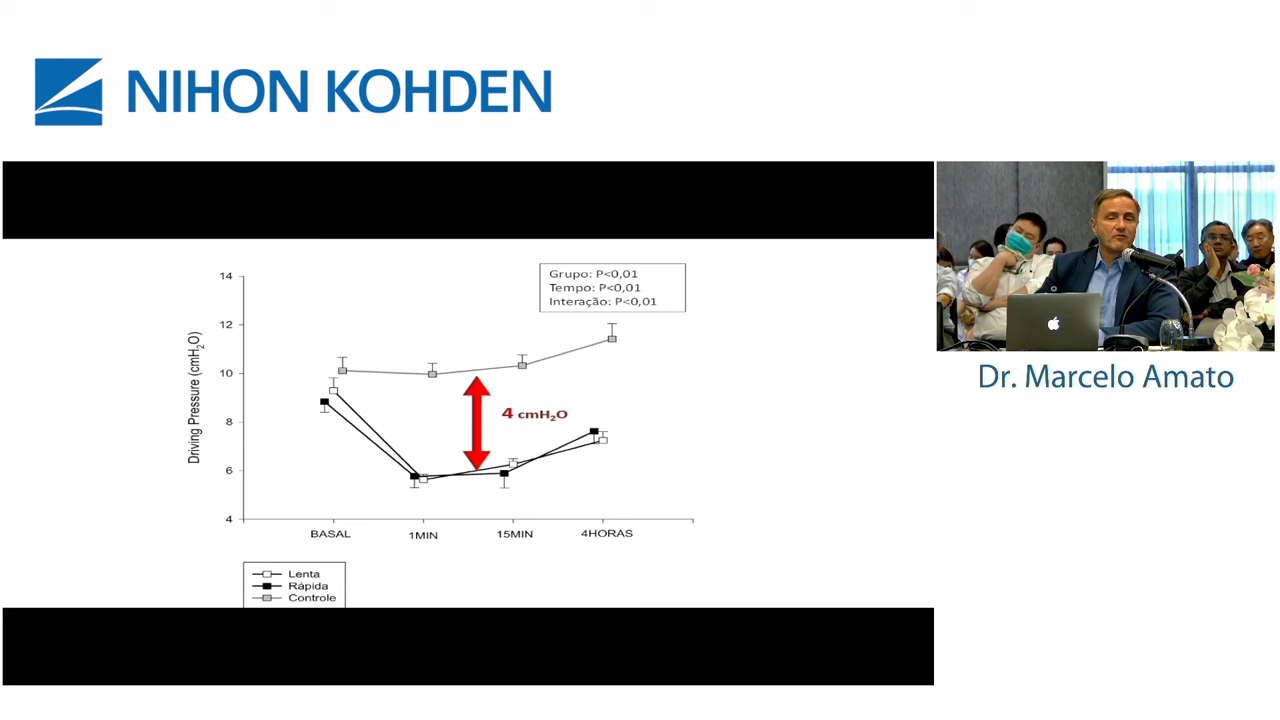 NIHON KOHDEN
14
12
10
8
6
4
Driving Pressure (cmH2O)
Grupo: P<0,01
Tempo: P<0,01
Interação: P<0,01
4 cmH2O
BASAL
1MIN
15MIN
4HORAS
Lenta
Rápida
Controle
Dr. Marcelo Amato